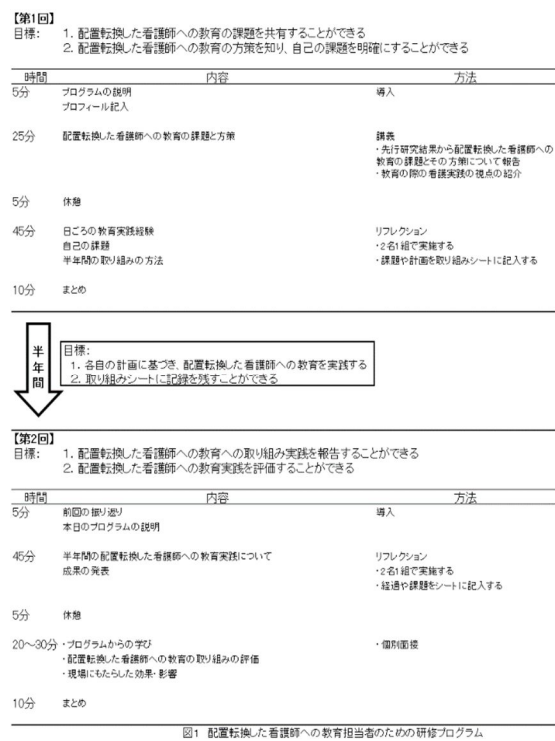 【第1回】
目標: 1. 配置転換した看護師への教育の課題を共有することができる
2. 配置転換した看護師への教育の方策を知り、自己の課題を明確にすることができる
時間 内容 方法
5分 プログラムの説明 導入
プロフィール記入
25分 配置転換した看護師への教育の課題と方策 講義
・先行研究結果から配置転換した看護師への
教育の課題とその方策について報告
・教育の際の看護実践の視点の紹介
5分 休憩
45分 日ごろの教育実践経験 リフレクション
自己の課題 ・2名1組で実施する
半年間の取り組みの方法 ・課題や計画を取り組みシートに記入する
10分 まとめ
半年間
目標:
1. 各自の計画に基づき、配置転換した看護師への教育を実践する
2. 取り組みシートに記録を残すことができる
【第2回】
目標: 1. 配置転換した看護師への教育への取り組み実践を報告することができる
2. 配置転換した看護師への教育実践を評価することができる
時間 内容 方法
5分 前回の振り返り 導入
本日のプログラムの説明
45分 半年間の配置転換した看護師への教育実践について リフレクション
成果の発表 ・2名1組で実施する
・経過や課題をシートに記入する
5分 休憩
20～30分 ・プログラムからの学び ・個別面接
・配置転換した看護師への教育の取り組みの評価
・現場にもたらした効果・影響
10分 まとめ
図1 配置転換した看護師への教育担当者のための研修プログラム